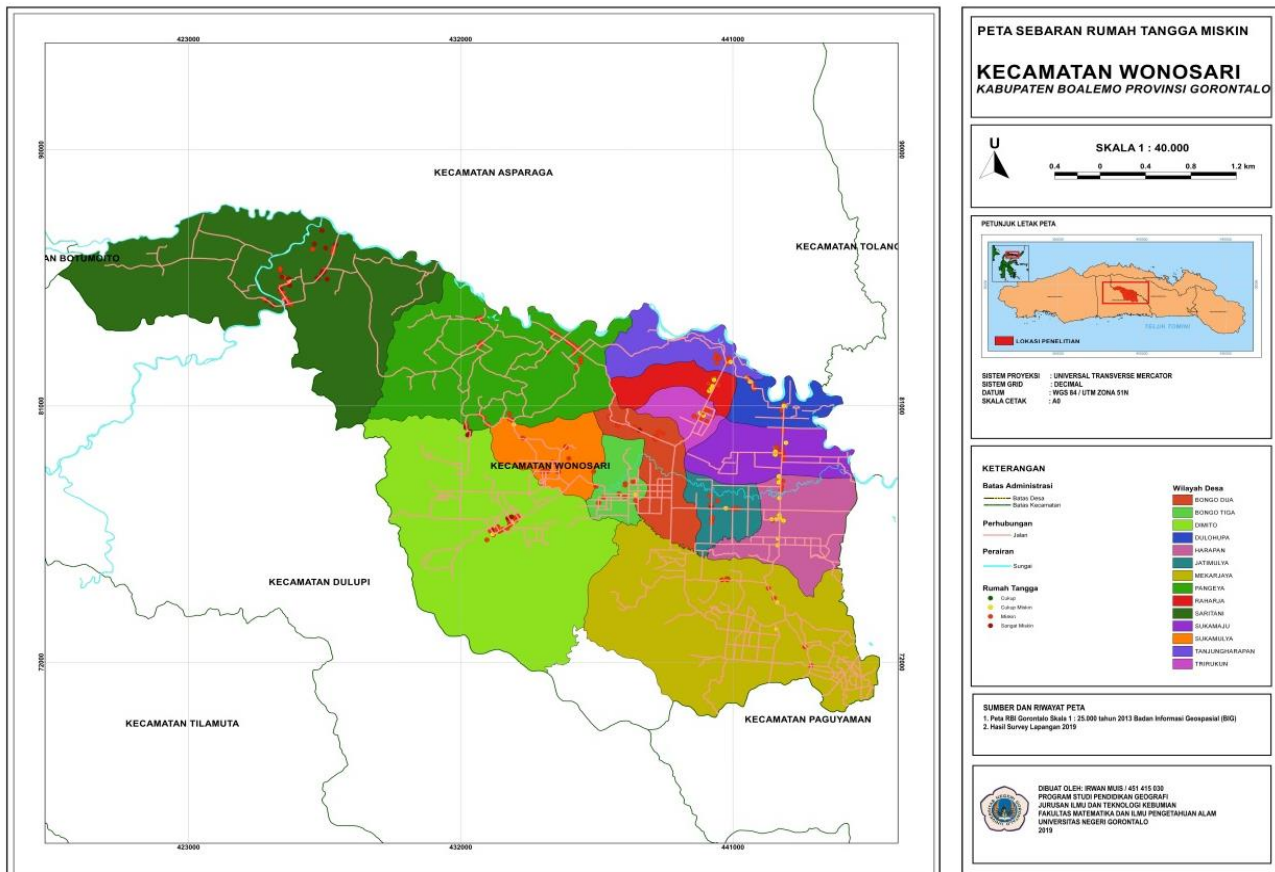 423000
432000
441000
90000
90000
KECAMATAN ASPARAGA
KECAMATAN TOLANG
AN BOTUMOITO
81000
81000
KECAMATAN WONOSARI
KECAMATAN DULUPI
72000
72000
KECAMATAN TILAMUTA
KECAMATAN PAGUYAMAN
423000
432000
441000
PETA SEBARAN RUMAH TANGGA MISKIN
KECAMATAN WONOSARI
KABUPATEN BOALEMO PROVINSI GORONTALO
U
SKALA 1 : 40.000
0.4 0 0.4 0.8 1.2 km
PETUNJUK LETAK PETA
TELUK TOMINI
LOKASI PENELITIAN
SISTEM PROYEKSI : UNIVERSAL TRANSVERSE MERCATOR
SISTEM GRID : DECIMAL
DATUM : WGS 84 / UTM ZONA 51N
SKALA CETAK : A0
KETERANGAN
Batas Administrasi
Batas Desa
Batas Kecamatan
Perhubungan
Jalan
Perairan
Sungai
Rumah Tangga
Cukup
Cukup Miskin
Miskin
Sangat Miskin
Wilayah Desa
BONGO DUA
BONGO TIGA
DIMITO
DULOHUPA
HARAPAN
JATIMULYA
MEKARJAYA
PANGEYA
RAHARJA
SARITANI
SUKAMAJU
SUKAMULYA
TANJUNGHARAPAN
TRIRUKUN
SUMBER DAN RIWAYAT PETA
1. Peta RBI Gorontalo Skala 1 : 25.000 tahun 2013 Badan Informasi Geospasial (BIG)
2. Hasil Survey Lapangan 2019
DIBUAT OLEH: IRWAN MUIS / 451 415 030
PROGRAM STUDI PENDIDIKAN GEOGRAFI
JURUSAN ILMU DAN TEKNOLOGI KEBUMIAN
FAKULTAS MATEMATIKA DAN ILMU PENGETAHUAN ALAM
UNIVERSITAS NEGERI GORONTALO
2019